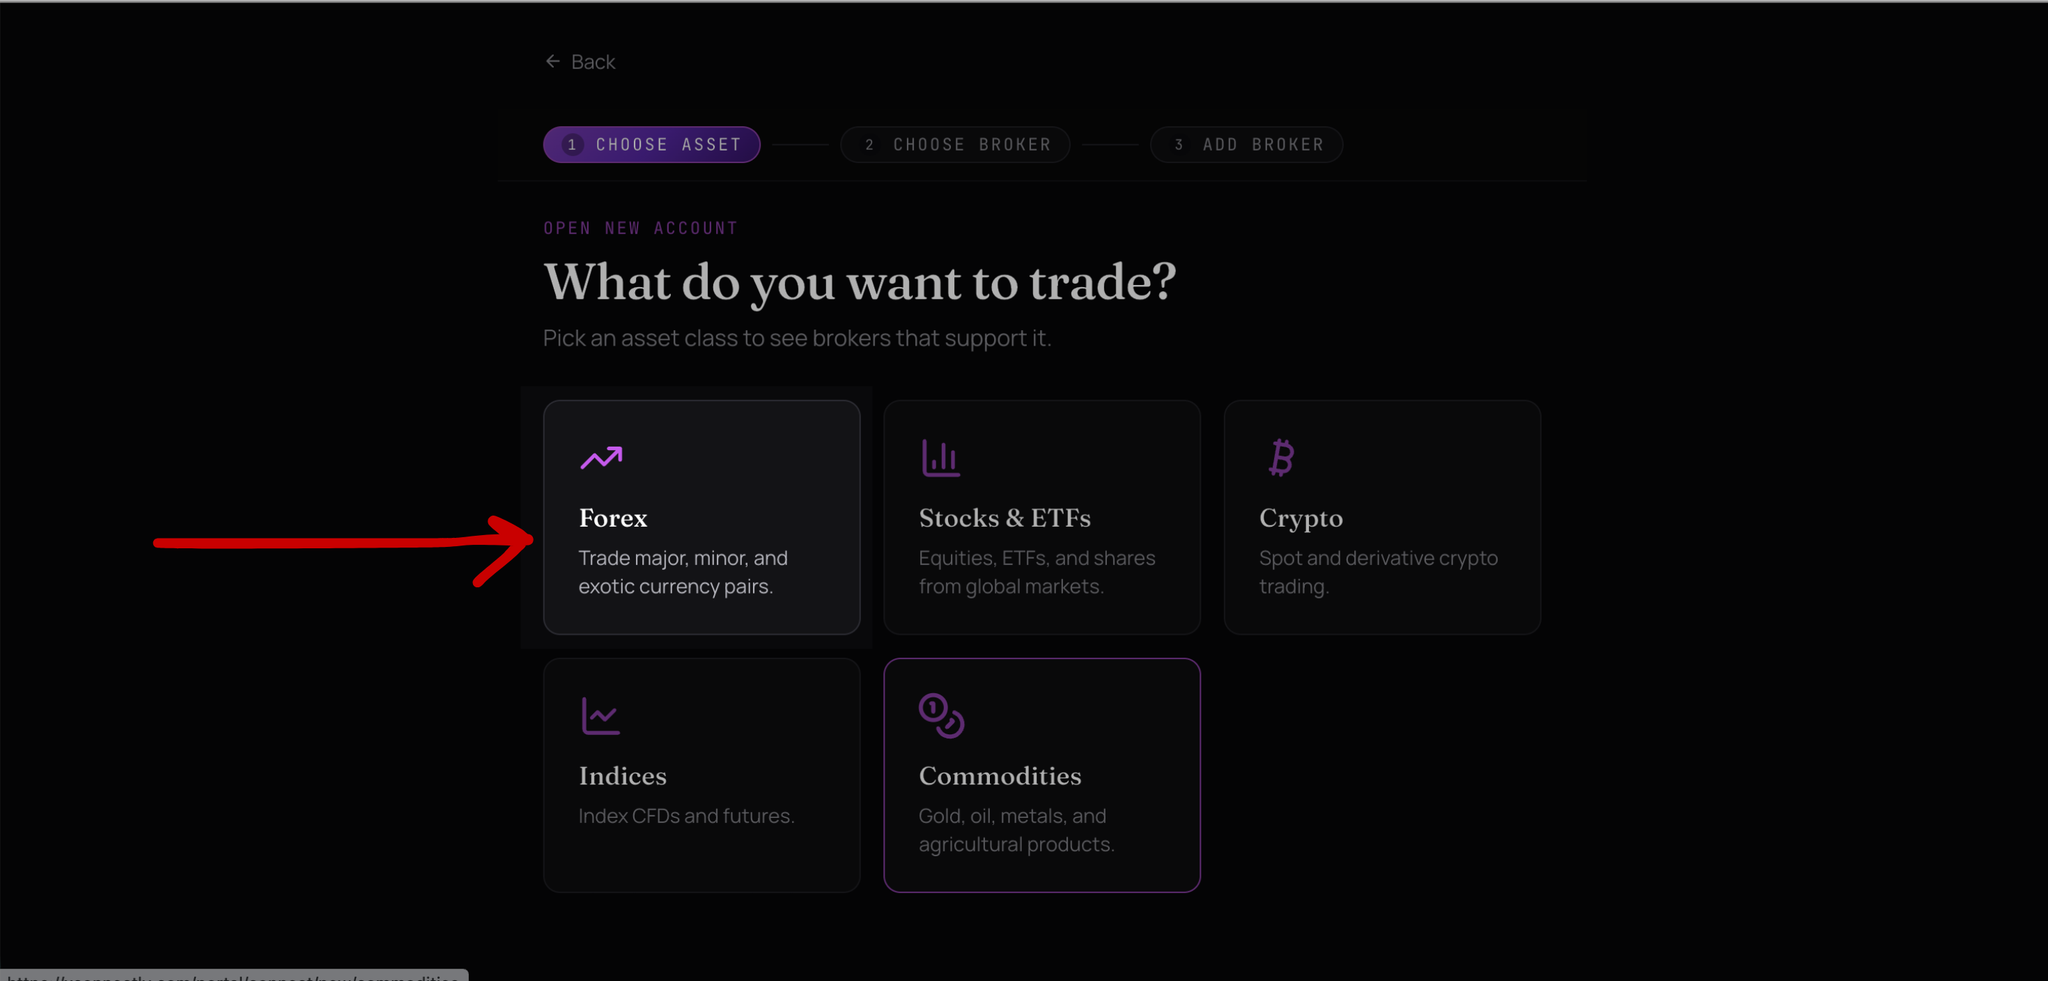 ← Back
1 CHOOSE ASSET
2 CHOOSE BROKER
3 ADD BROKER
OPEN NEW ACCOUNT
What do you want to trade?
Pick an asset class to see brokers that support it.
Forex
Trade major, minor, and
exotic currency pairs.
Stocks & ETFs
Equities, ETFs, and shares
from global markets.
Crypto
Spot and derivative crypto
trading.
Indices
Index CFDs and futures.
Commodities
Gold, oil, metals, and
agricultural products.